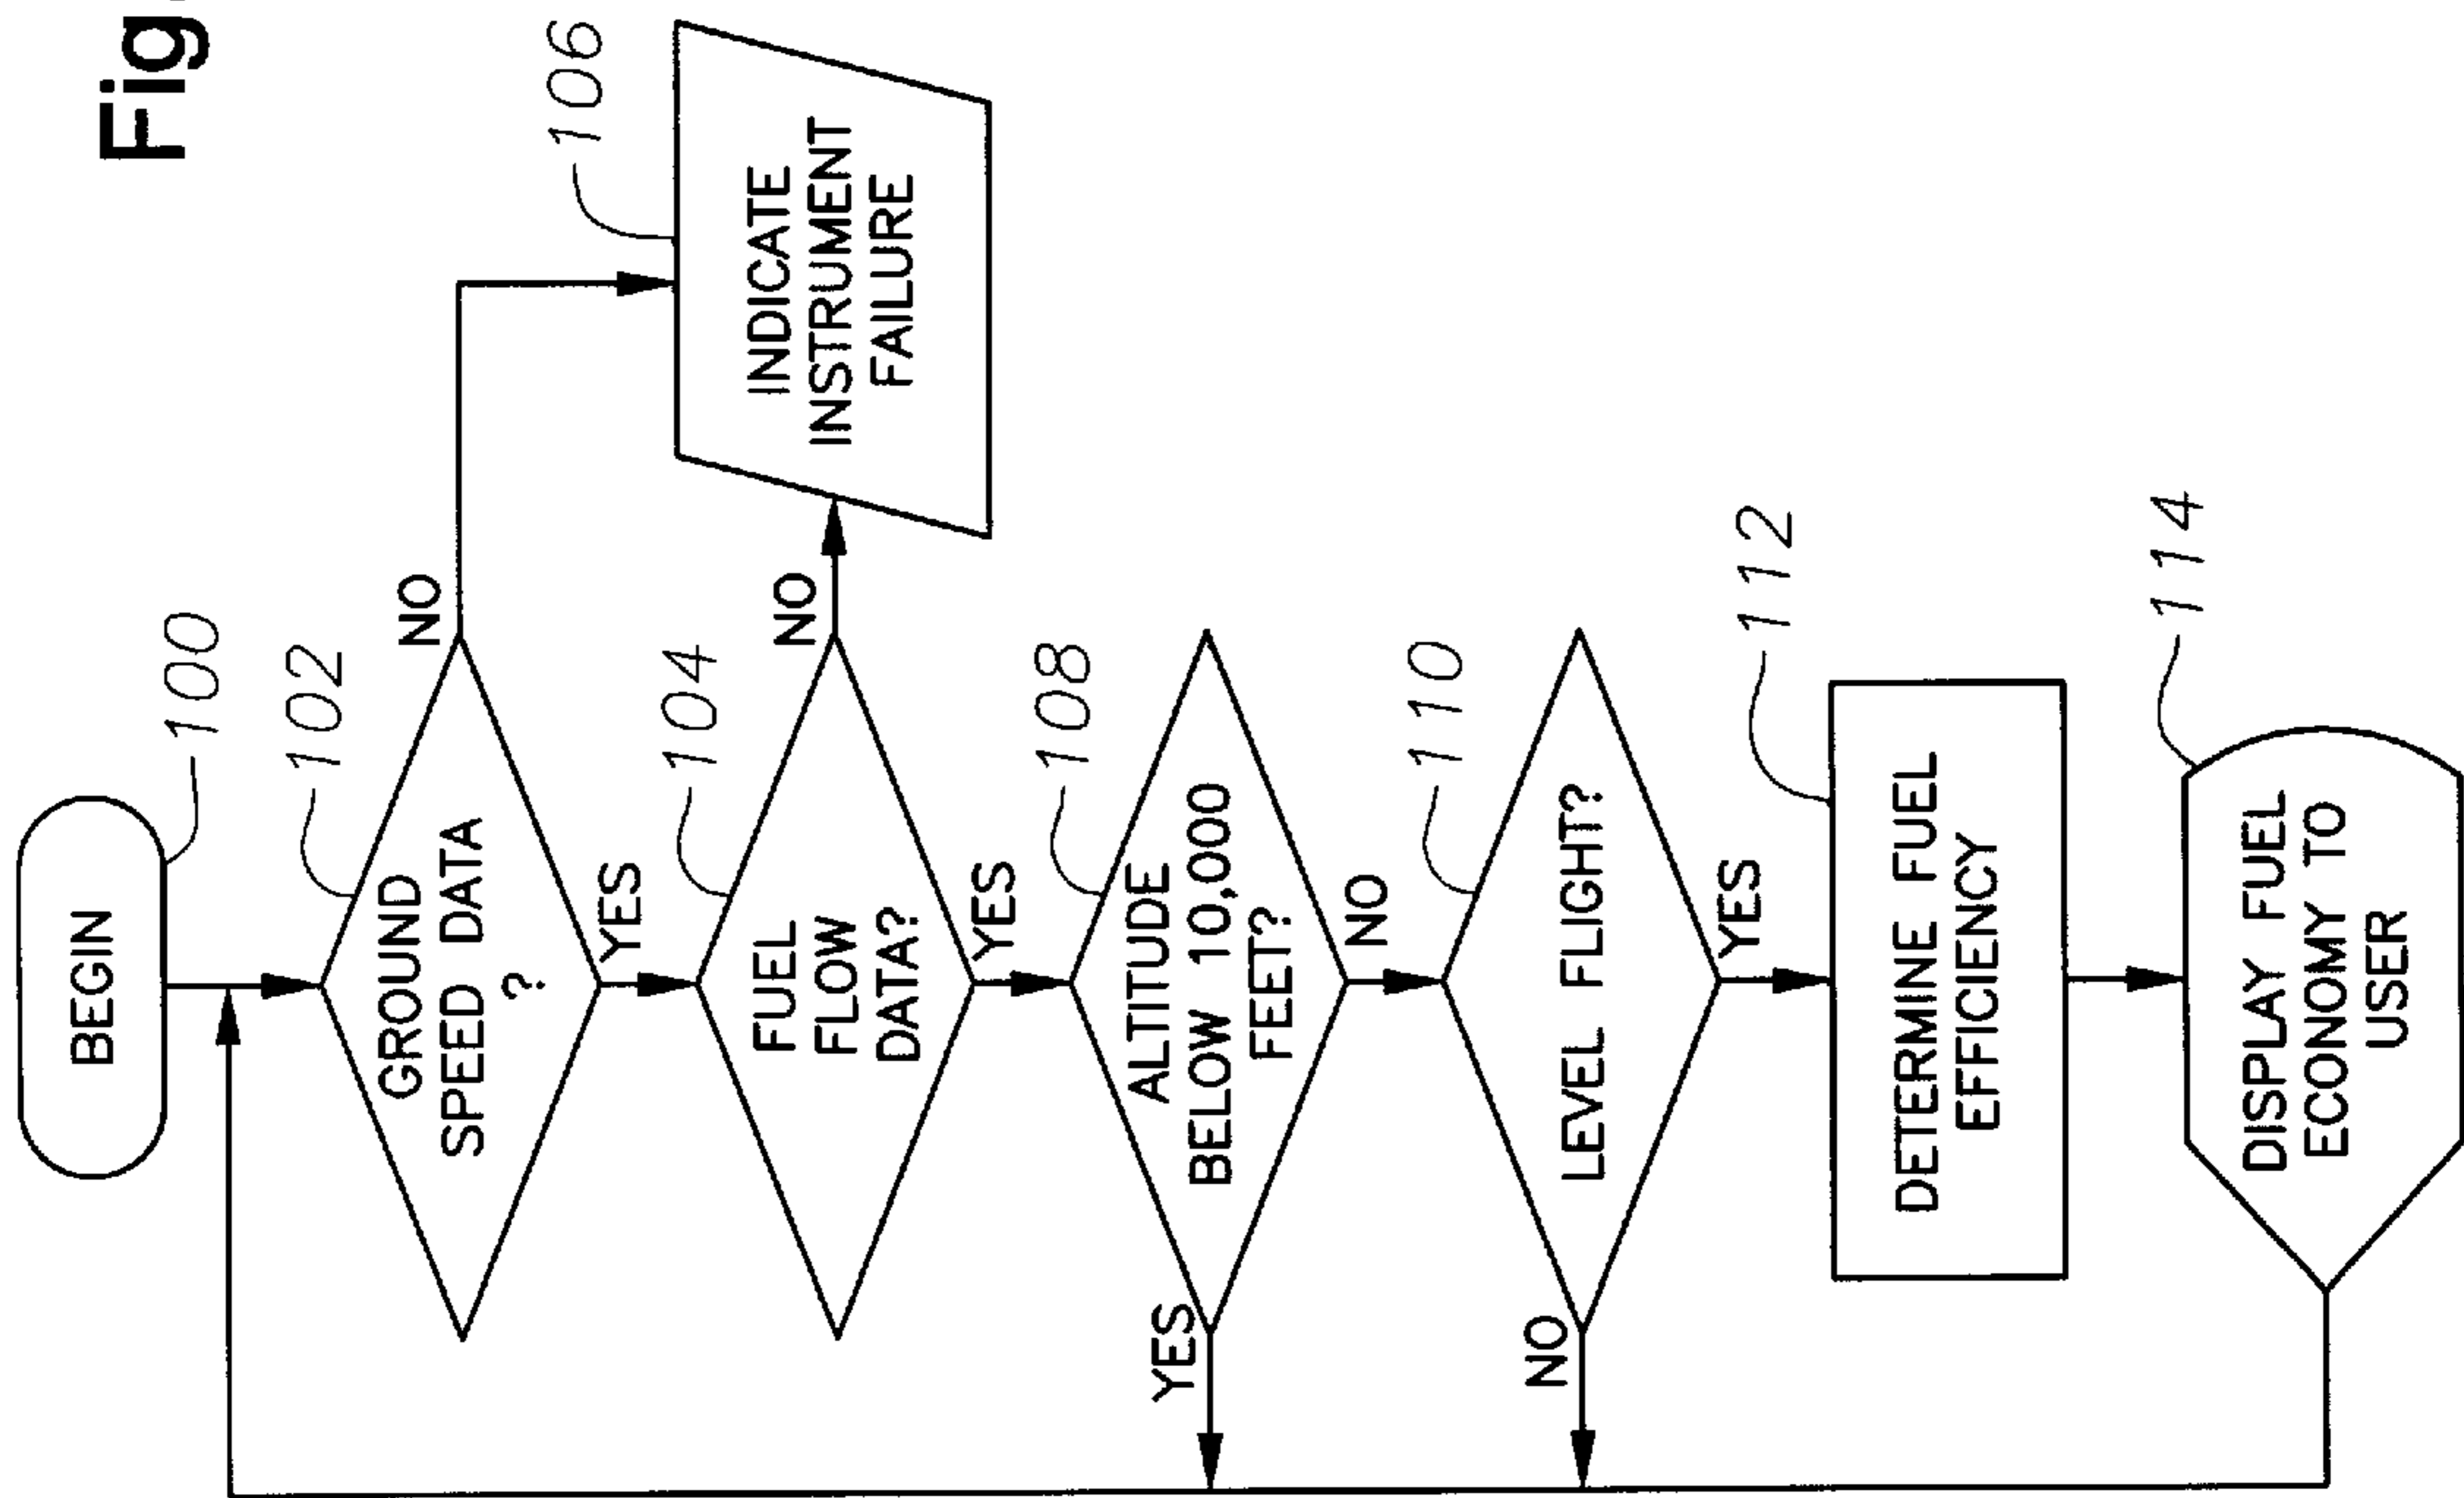 Fig
BEGIN
100
102
GROUND
SPEED DATA
?
NO
YES
104
FUEL
FLOW
DATA?
NO
YES
106
INDICATE
INSTRUMENT
FAILURE
108
ALTITUDE
BELOW 10,000
FEET?
YES
NO
110
LEVEL FLIGHT?
NO
YES
112
DETERMINE FUEL
EFFICIENCY
114
DISPLAY FUEL
ECONOMY TO
USER